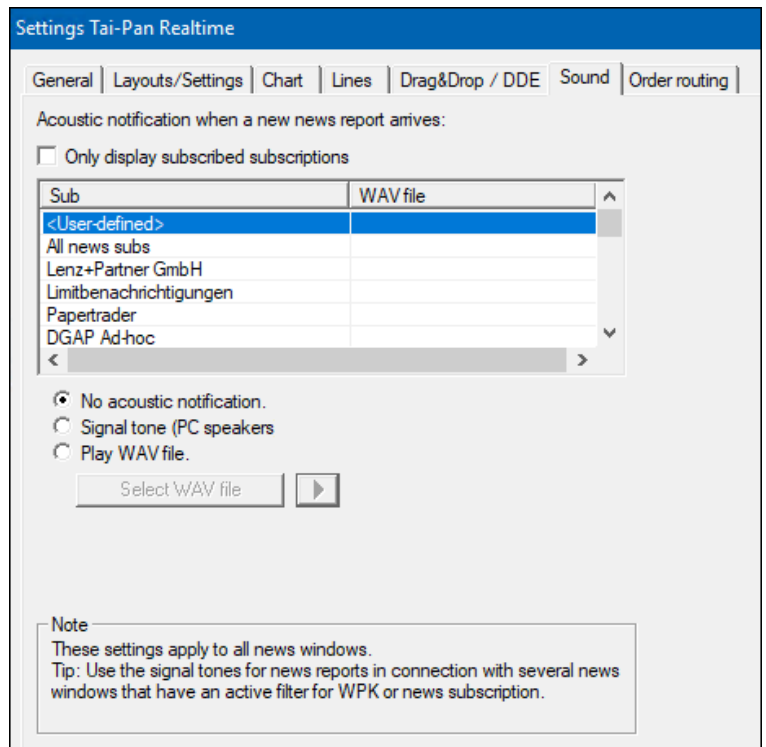 Settings Tai-Pan Realtime
General Layouts/Settings Chart Lines Drag&Drop / DDE Sound Order routing
Acoustic notification when a new news report arrives:
Only display subscribed subscriptions
Sub WAV file
<User-defined>
All news subs
Lenz+Partner GmbH
Limitbenachrichtigungen
Papertrader
DGAP Ad-hoc
No acoustic notification.
Signal tone (PC speakers
Play WAV file.
Select WAV file
Note
These settings apply to all news windows.
Tip: Use the signal tones for news reports in connection with several news
windows that have an active filter for WPK or news subscription.